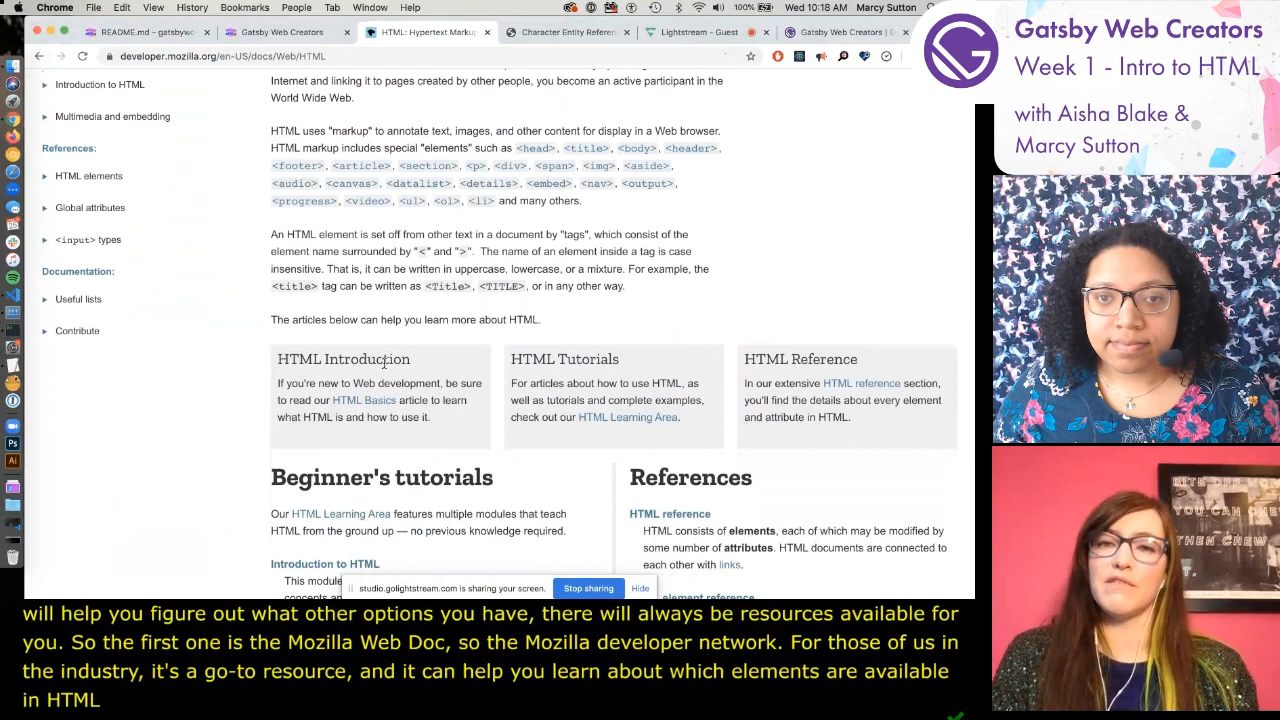 Chrome File Edit View History Bookmarks People Tab Window Help
Wed 10:18 AM Marcy Sutton
README.md – gatsbywc
Gatsby Web Creators
HTML: Hypertext Markup
Character Entity Referen
Lightstream - Guest
Gatsby Web Creators
developer.mozilla.org/en-US/docs/Web/HTML
Gatsby Web Creators
Week 1 - Intro to HTML
with Aisha Blake &
Marcy Sutton
Introduction to HTML
Multimedia and embedding
References:
HTML elements
Global attributes
<input> types
Documentation:
Useful lists
Contribute
Internet and linking it to pages created by other people, you become an active participant in the
World Wide Web.
HTML uses "markup" to annotate text, images, and other content for display in a Web browser.
HTML markup includes special "elements" such as <head>, <title>, <body>, <header>,
<footer>, <article>, <section>, <p>, <div>, <span>, <img>, <aside>,
<audio>, <canvas>, <datalist>, <details>, <embed>, <nav>, <output>,
<progress>, <video>, <ul>, <ol>, <li> and many others.
An HTML element is set off from other text in a document by "tags", which consist of the
element name surrounded by "<" and ">". The name of an element inside a tag is case
insensitive. That is, it can be written in uppercase, lowercase, or a mixture. For example, the
<title> tag can be written as <Title>, <TITLE>, or in any other way.
The articles below can help you learn more about HTML.
HTML Introduction
If you're new to Web development, be sure
to read our HTML Basics article to learn
what HTML is and how to use it.
HTML Tutorials
For articles about how to use HTML, as
well as tutorials and complete examples,
check out our HTML Learning Area.
HTML Reference
In our extensive HTML reference section,
you'll find the details about every element
and attribute in HTML.
Beginner's tutorials
Our HTML Learning Area features multiple modules that teach
HTML from the ground up — no previous knowledge required.
Introduction to HTML
This module
References
HTML reference
HTML consists of elements, each of which may be modified by
some number of attributes. HTML documents are connected to
each other with links.
element reference
studio.golightstream.com is sharing your screen.
Stop sharing
Hide
Ps
Ai
YOU CAN
THEN CHEW
will help you figure out what other options you have, there will always be resources available for
you. So the first one is the Mozilla Web Doc, so the Mozilla developer network. For those of us in
the industry, it's a go-to resource, and it can help you learn about which elements are available
in HTML